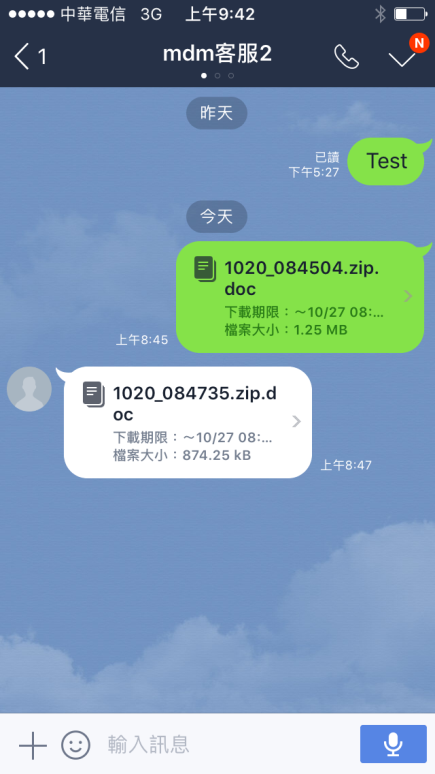 中華電信 3G 上午9:42
1 mdm客服2 N
昨天
已讀
下午5:27
Test
今天
1020_084504.zip.
doc
下載期限：～10/27 08:...
檔案大小：1.25 MB
上午8:45
1020_084735.zip.d
oc
下載期限：～10/27 08:...
檔案大小：874.25 kB
上午8:47
輸入訊息